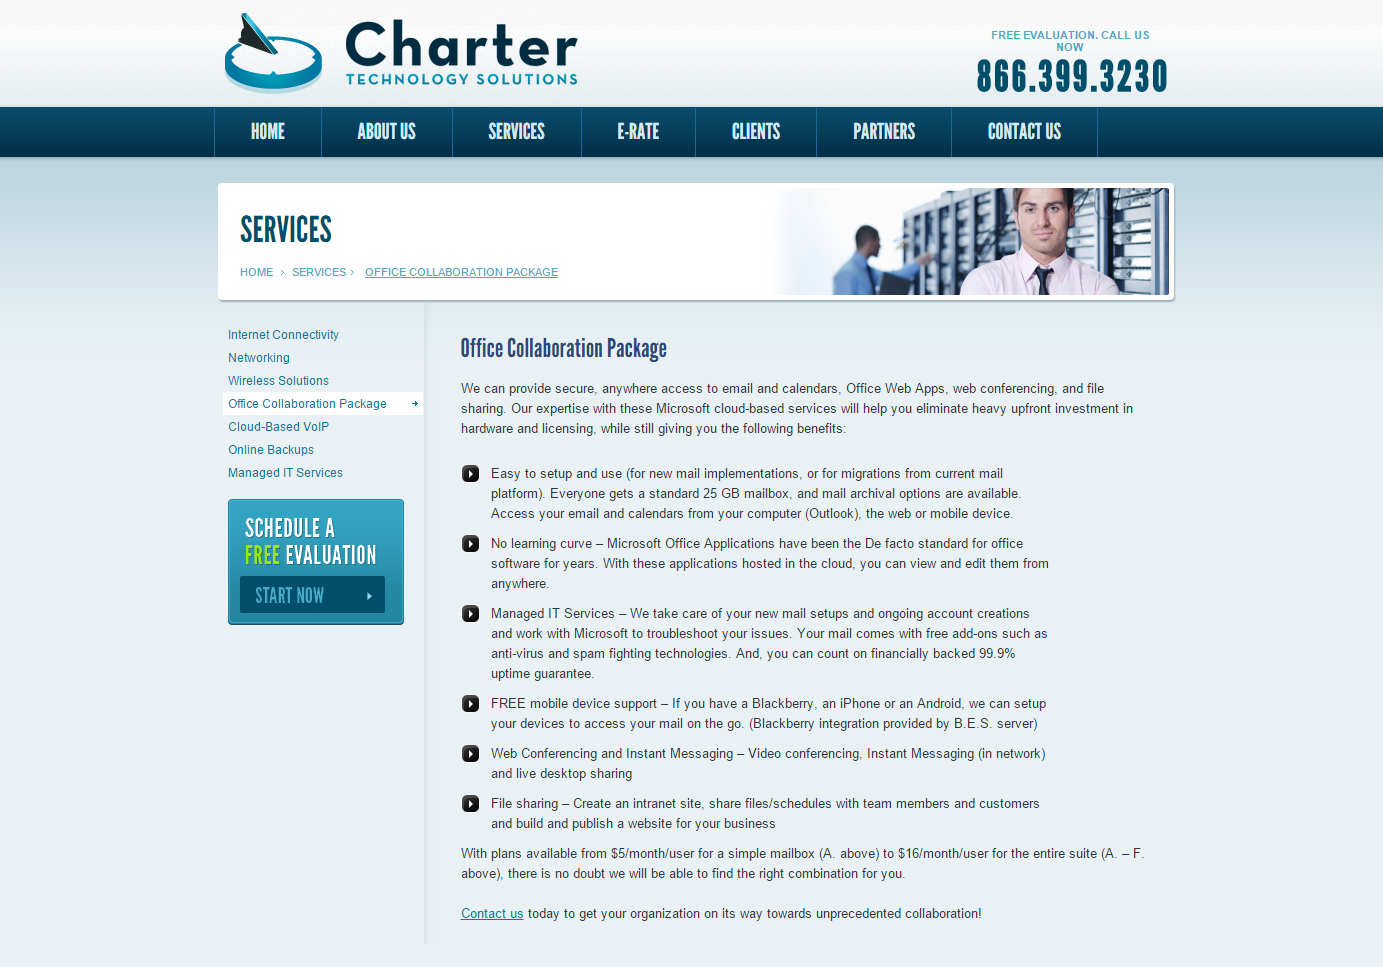 Charter
TECHNOLOGY SOLUTIONS
FREE EVALUATION. CALL US
NOW
866.399.3230
HOME
ABOUT US
SERVICES
E-RATE
CLIENTS
PARTNERS
CONTACT US
SERVICES
HOME
SERVICES
OFFICE COLLABORATION PACKAGE
Internet Connectivity
Networking
Wireless Solutions
Office Collaboration Package
Cloud-Based VoIP
Online Backups
Managed IT Services
SCHEDULE A
FREE EVALUATION
START NOW
Office Collaboration Package
We can provide secure, anywhere access to email and calendars, Office Web Apps, web conferencing, and file
sharing. Our expertise with these Microsoft cloud-based services will help you eliminate heavy upfront investment in
hardware and licensing, while still giving you the following benefits:
Easy to setup and use (for new mail implementations, or for migrations from current mail
platform). Everyone gets a standard 25 GB mailbox, and mail archival options are available.
Access your email and calendars from your computer (Outlook), the web or mobile device.
No learning curve – Microsoft Office Applications have been the De facto standard for office
software for years. With these applications hosted in the cloud, you can view and edit them from
anywhere.
Managed IT Services – We take care of your new mail setups and ongoing account creations
and work with Microsoft to troubleshoot your issues. Your mail comes with free add-ons such as
anti-virus and spam fighting technologies. And, you can count on financially backed 99.9%
uptime guarantee.
FREE mobile device support – If you have a Blackberry, an iPhone or an Android, we can setup
your devices to access your mail on the go. (Blackberry integration provided by B.E.S. server)
Web Conferencing and Instant Messaging – Video conferencing, Instant Messaging (in network)
and live desktop sharing
File sharing – Create an intranet site, share files/schedules with team members and customers
and build and publish a website for your business
With plans available from $5/month/user for a simple mailbox (A. above) to $16/month/user for the entire suite (A. – F.
above), there is no doubt we will be able to find the right combination for you.
Contact us today to get your organization on its way towards unprecedented collaboration!